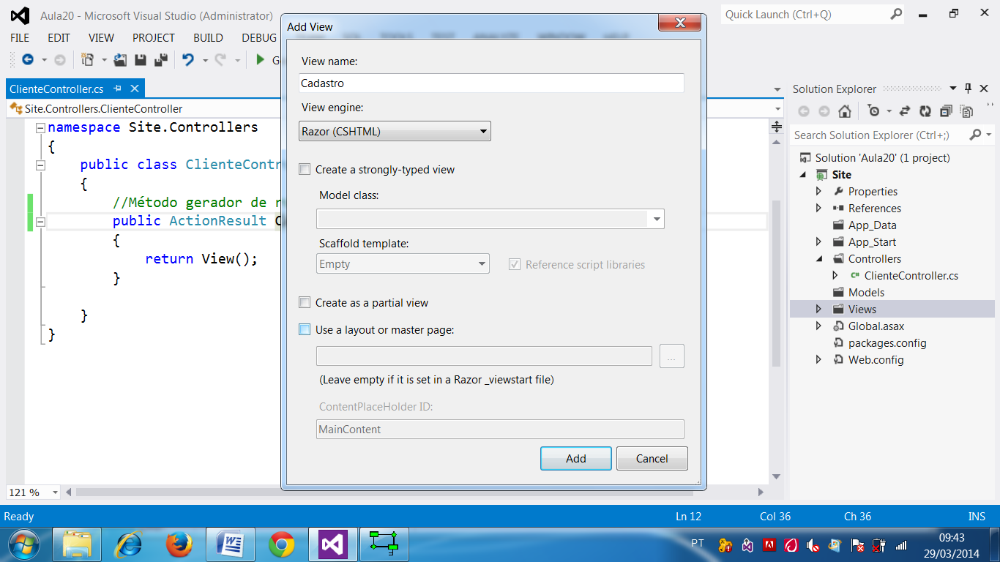 Aula20 - Microsoft Visual Studio (Administrator)
Quick Launch (Ctrl+Q)
FILE EDIT VIEW PROJECT BUILD DEBUG
ClienteController.cs
Site.Controllers.ClienteController
namespace Site.Controllers
{
public class ClienteContr
{
//Método gerador de r
public ActionResult C
{
return View();
}
}
}
121 %
Add View
View name:
Cadastro
View engine:
Razor (CSHTML)
Create a strongly-typed view
Model class:
Scaffold template:
Empty
Reference script libraries
Create as a partial view
Use a layout or master page:
...
(Leave empty if it is set in a Razor _viewstart file)
ContentPlaceHolder ID:
MainContent
Add Cancel
Solution Explorer
Search Solution Explorer (Ctrl+;)
Solution 'Aula20' (1 project)
Site
Properties
References
App_Data
App_Start
Controllers
C# ClienteController.cs
Models
Views
Global.asax
packages.config
Web.config
Ready Ln 12 Col 36 Ch 36 INS
PT
09:43
29/03/2014